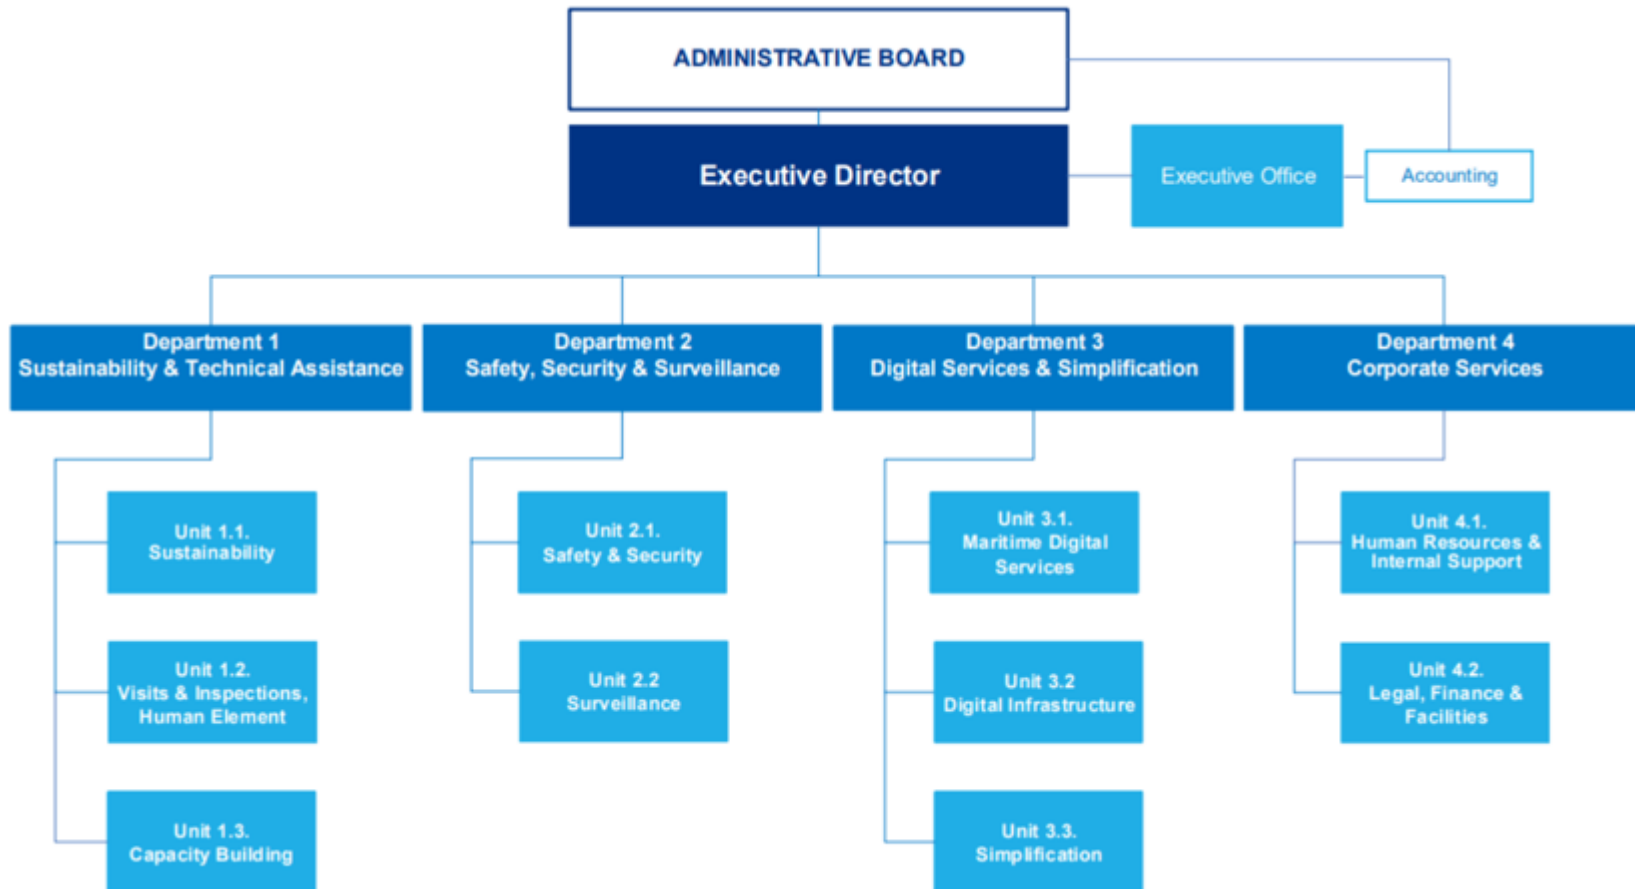 ADMINISTRATIVE BOARD
Executive Director
Executive Office
Accounting
Department 1
Sustainability & Technical Assistance
Department 2
Safety, Security & Surveillance
Department 3
Digital Services & Simplification
Department 4
Corporate Services
Unit 1.1.
Sustainability
Unit 1.2.
Visits & Inspections,
Human Element
Unit 1.3.
Capacity Building
Unit 2.1.
Safety & Security
Unit 2.2
Surveillance
Unit 3.1.
Maritime Digital
Services
Unit 3.2
Digital Infrastructure
Unit 3.3.
Simplification
Unit 4.1.
Human Resources &
Internal Support
Unit 4.2.
Legal, Finance &
Facilities